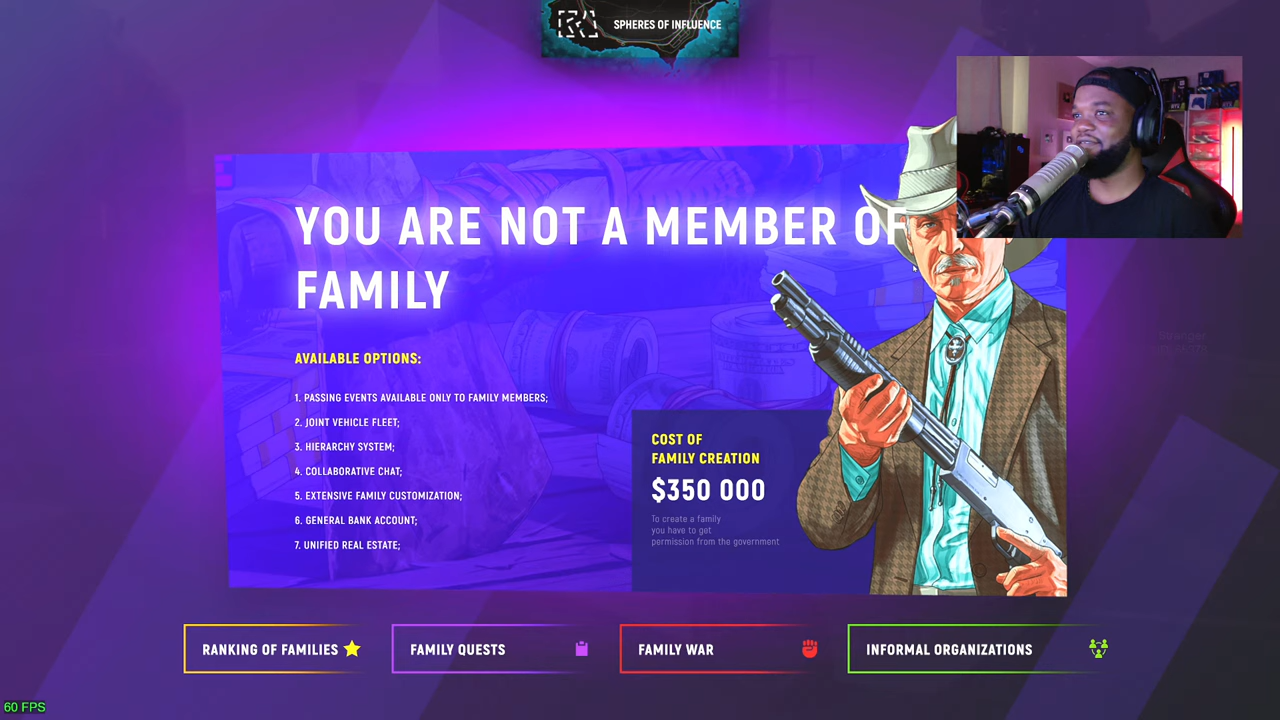 SPHERES OF INFLUENCE
YOU ARE NOT A MEMBER OF
FAMILY
AVAILABLE OPTIONS:
1. PASSING EVENTS AVAILABLE ONLY TO FAMILY MEMBERS;
2. JOINT VEHICLE FLEET;
3. HIERARCHY SYSTEM;
4. COLLABORATIVE CHAT;
5. EXTENSIVE FAMILY CUSTOMIZATION;
6. GENERAL BANK ACCOUNT;
7. UNIFIED REAL ESTATE;
COST OF
FAMILY CREATION
$350 000
To create a family
you have to get
permission from the government
RANKING OF FAMILIES
FAMILY QUESTS
FAMILY WAR
INFORMAL ORGANIZATIONS
60 FPS